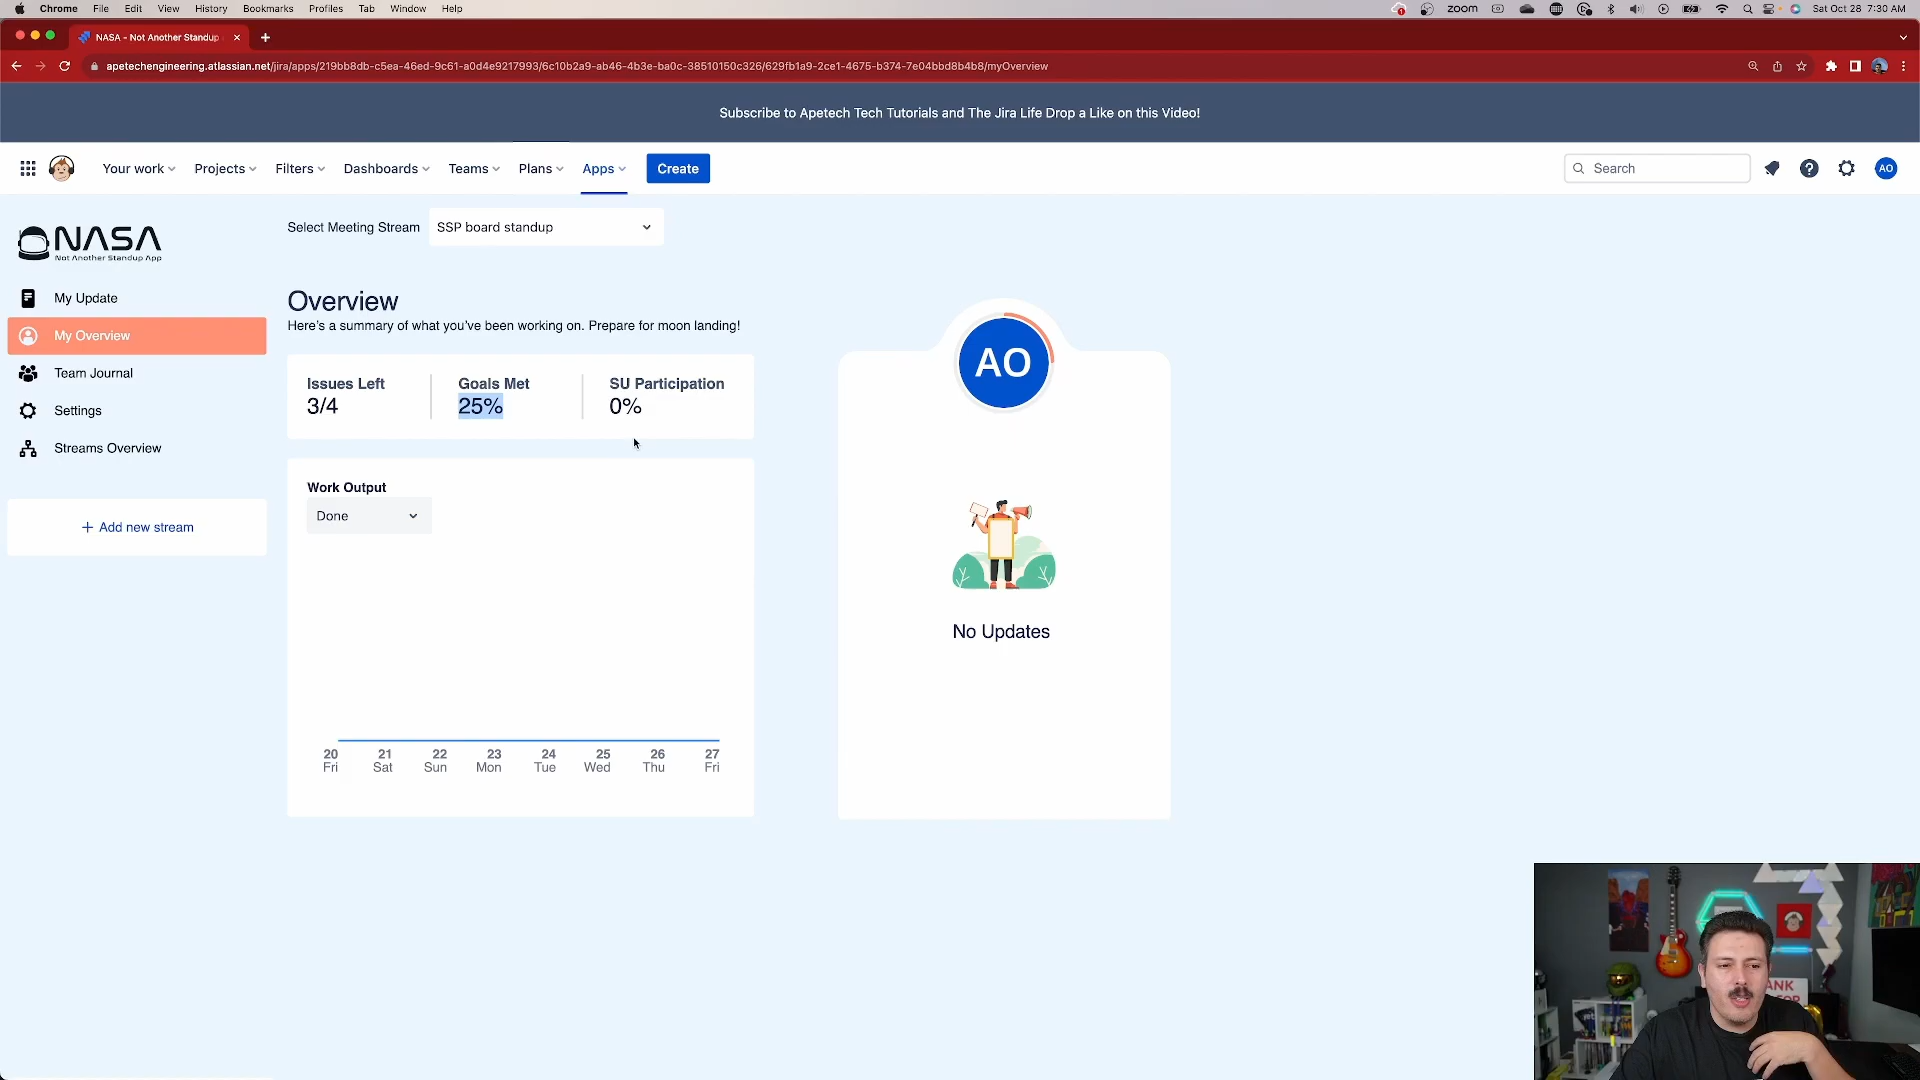 Chrome File Edit View History Bookmarks Profiles Tab Window Help
zoom Sat Oct 28 7:30 AM
NASA - Not Another Standup
apetechengineering.atlassian.net/jira/apps/219bb8db-c5ea-46ed-9c61-a0d4e9217993/6c10b2a9-ab46-4b3e-ba0c-38510150c326/629fb1a9-2ce1-4675-b374-7e04bbd8b4b8/myOverview
Subscribe to Apetech Tech Tutorials and The Jira Life Drop a Like on this Video!
Your work Projects Filters Dashboards Teams Plans Apps Create
Search
AO
NASA
Not Another Standup App
My Update
My Overview
Team Journal
Settings
Streams Overview
+ Add new stream
Select Meeting Stream SSP board standup
Overview
Here's a summary of what you've been working on. Prepare for moon landing!
Issues Left Goals Met SU Participation
3/4 25% 0%
Work Output
Done
20 21 22 23 24 25 26 27
Fri Sat Sun Mon Tue Wed Thu Fri
AO
No Updates